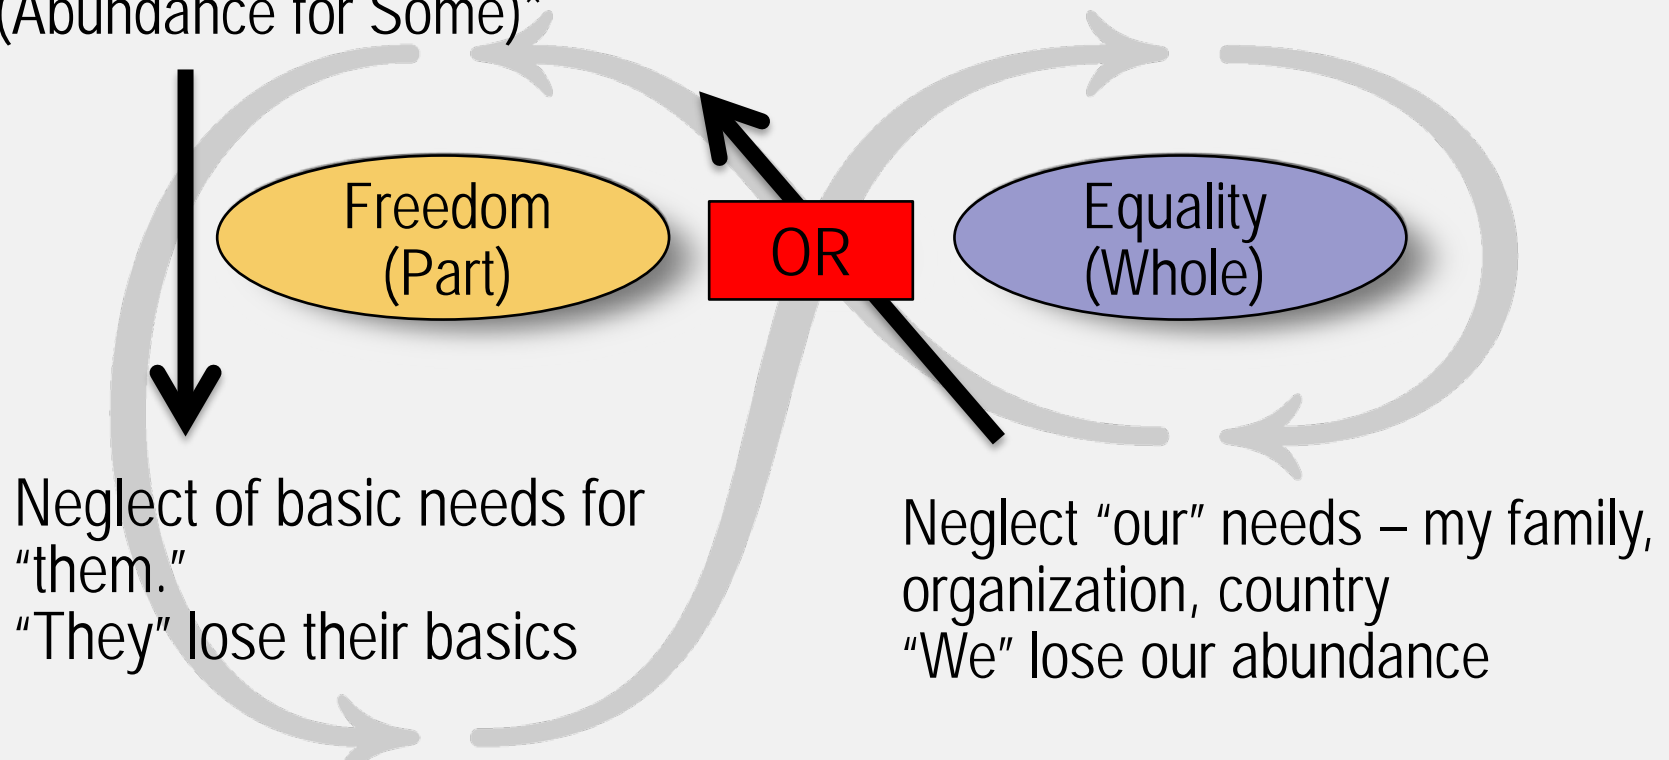 (Abundance for Some)*
Freedom
(Part)
OR
Equality
(Whole)
Neglect of basic needs for
“them.”
“They” lose their basics
Neglect “our” needs – my family,
organization, country
“We” lose our abundance